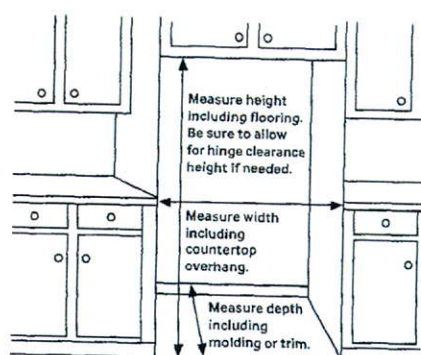 Measure height
including flooring.
Be sure to allow
for hinge clearance
height if needed.
Measure width
including
countertop
overhang.
Measure depth
including
molding or trim.